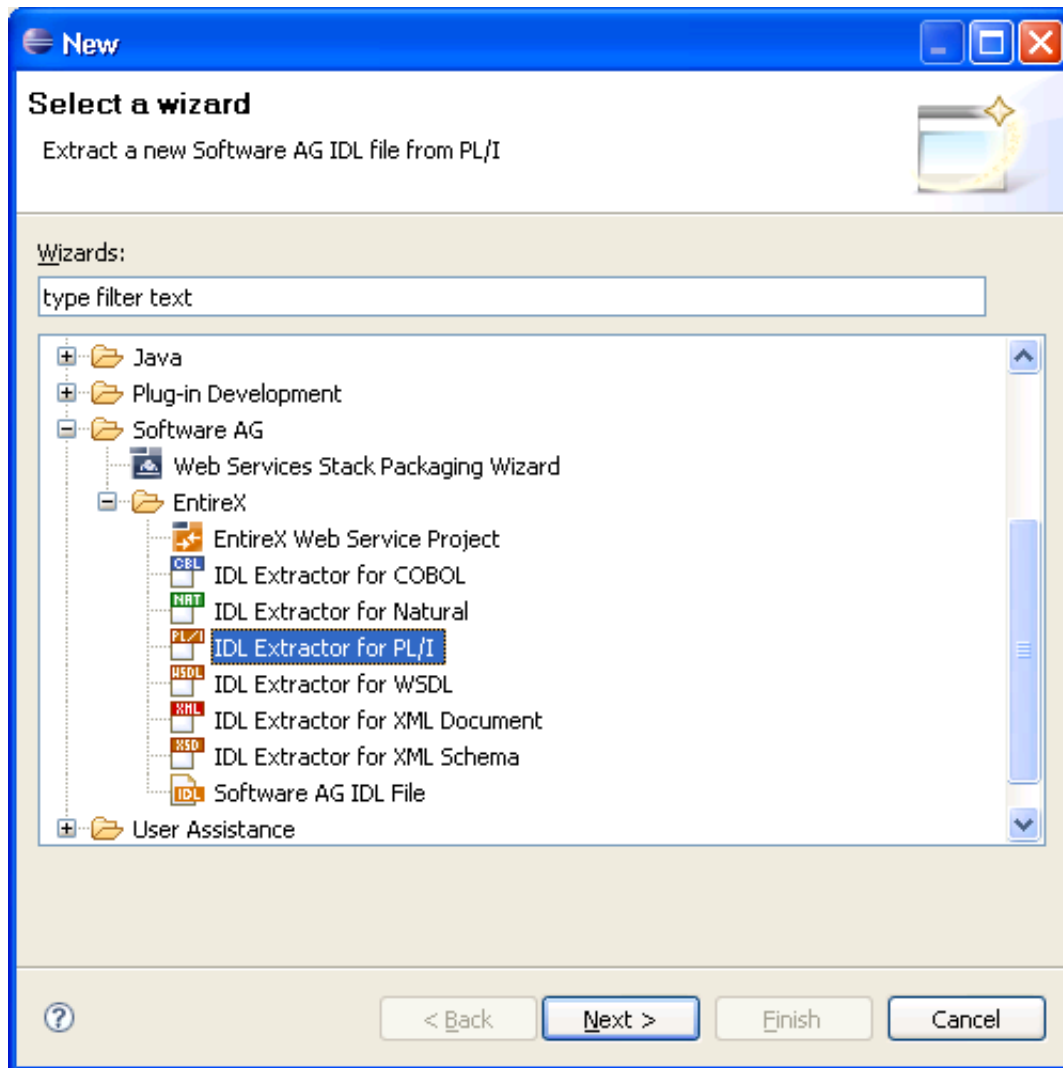 New
Select a wizard
Extract a new Software AG IDL file from PL/I
Wizards:
type filter text
Java
Plug-in Development
Software AG
Web Services Stack Packaging Wizard
EntireX
EntireX Web Service Project
CBL IDL Extractor for COBOL
NAT IDL Extractor for Natural
PL/I IDL Extractor for PL/I
WSDL IDL Extractor for WSDL
XML IDL Extractor for XML Document
XSD IDL Extractor for XML Schema
IDL Software AG IDL File
User Assistance
? < Back Next > Finish Cancel